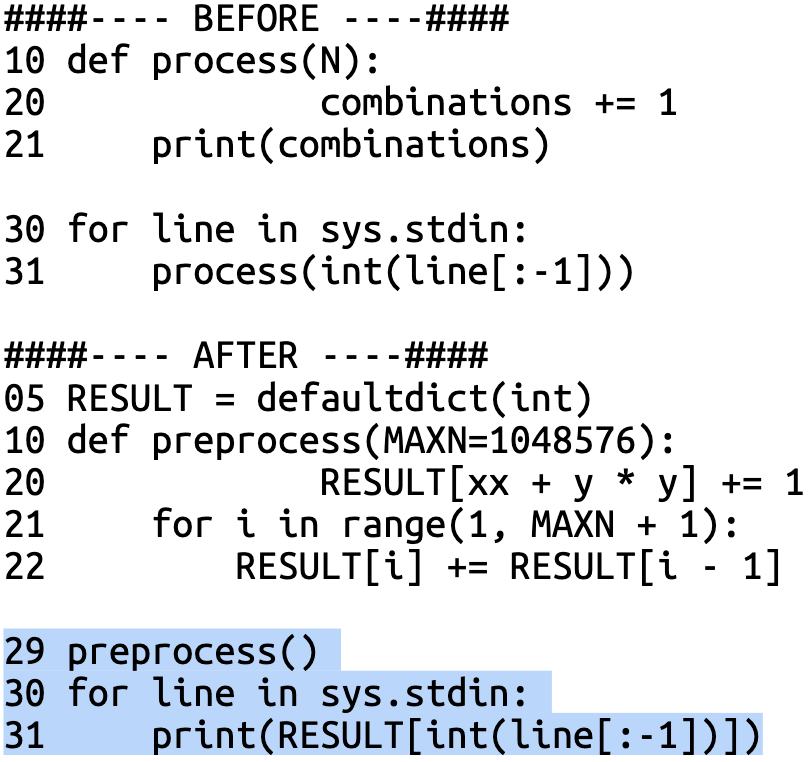 ####---- BEFORE ----####
10 def process(N):
20             combinations += 1
21     print(combinations)

30 for line in sys.stdin:
31     process(int(line[:-1]))

####---- AFTER ----####
05 RESULT = defaultdict(int)
10 def preprocess(MAXN=1048576):
20             RESULT[xx + y * y] += 1
21     for i in range(1, MAXN + 1):
22         RESULT[i] += RESULT[i - 1]

29 preprocess()
30 for line in sys.stdin:
31     print(RESULT[int(line[:-1])])